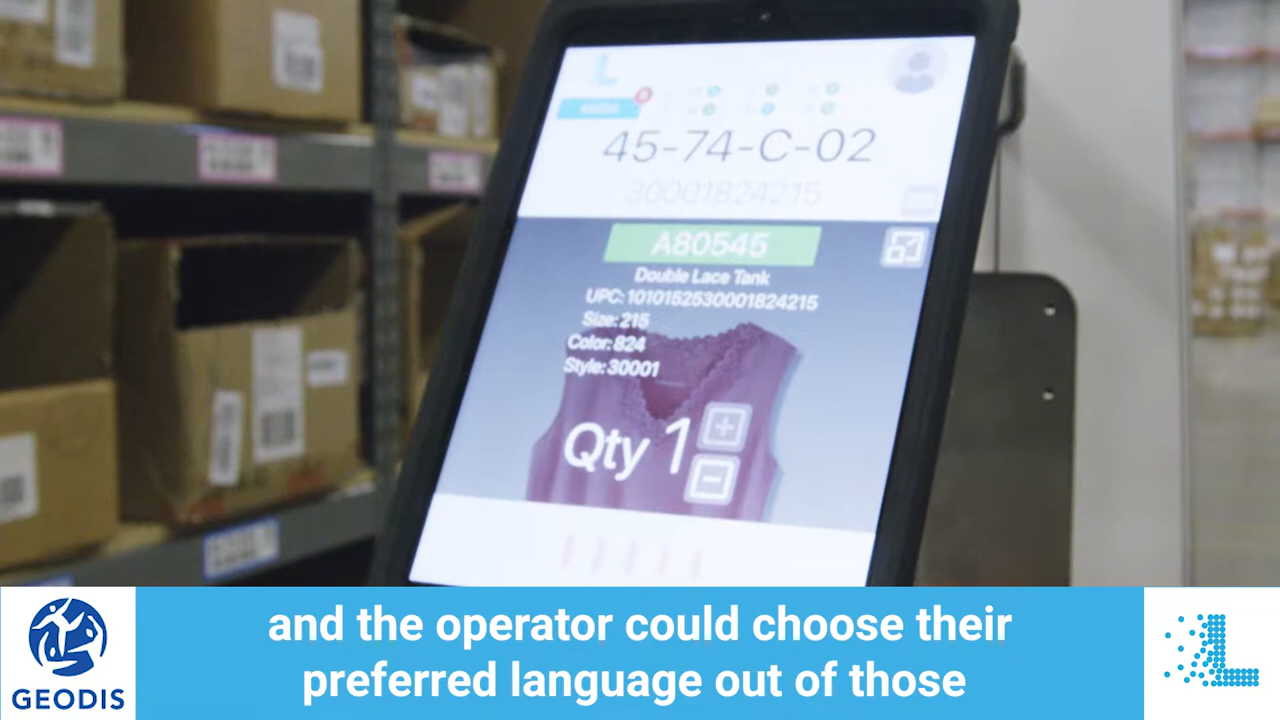 45-74-C-02
30001824215
A80545
Double Lace Tank
UPC: 1010152530001824215
Size: 215
Color: 824
Style: 30001
Qty 1
and the operator could choose their
preferred language out of those
GEODIS